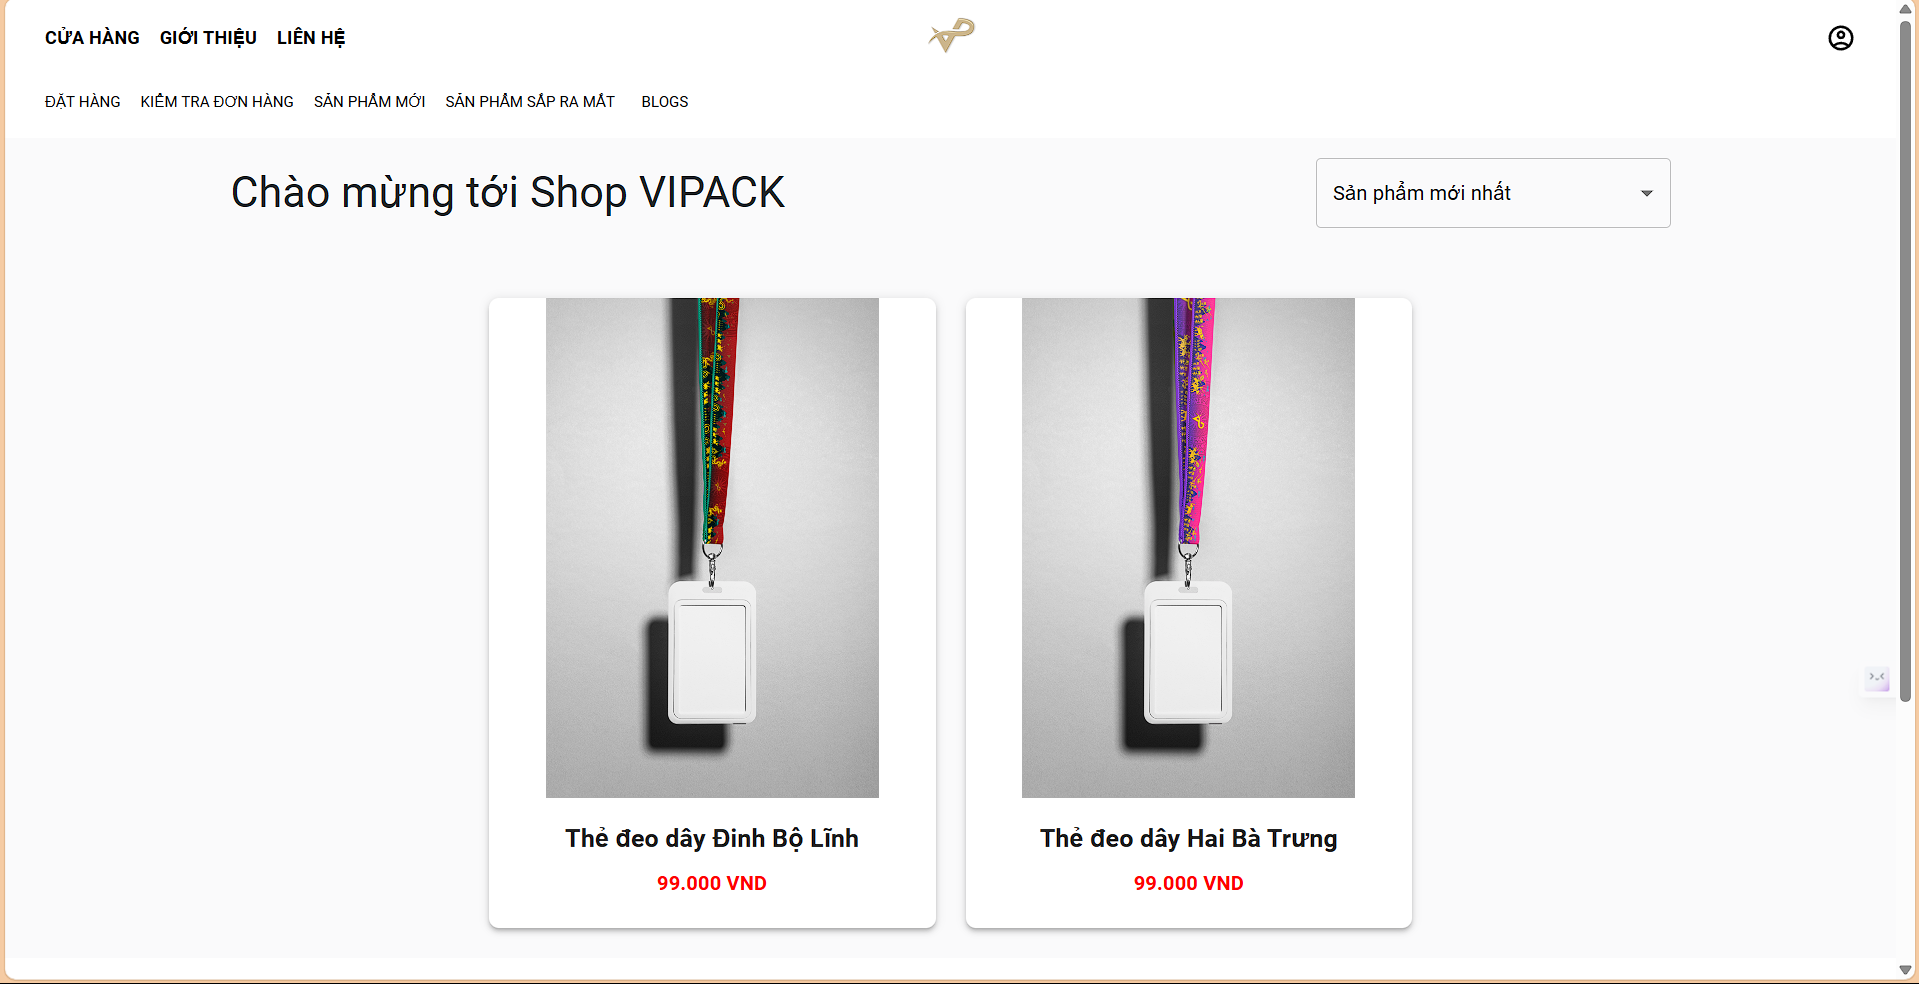 CỬA HÀNG GIỚI THIỆU LIÊN HỆ
ĐẶT HÀNG KIỂM TRA ĐƠN HÀNG SẢN PHẨM MỚI SẢN PHẨM SẮP RA MẮT BLOGS
Chào mừng tới Shop VIPACK
Sản phẩm mới nhất
Thẻ đeo dây Đinh Bộ Lĩnh
99.000 VND
Thẻ đeo dây Hai Bà Trưng
99.000 VND